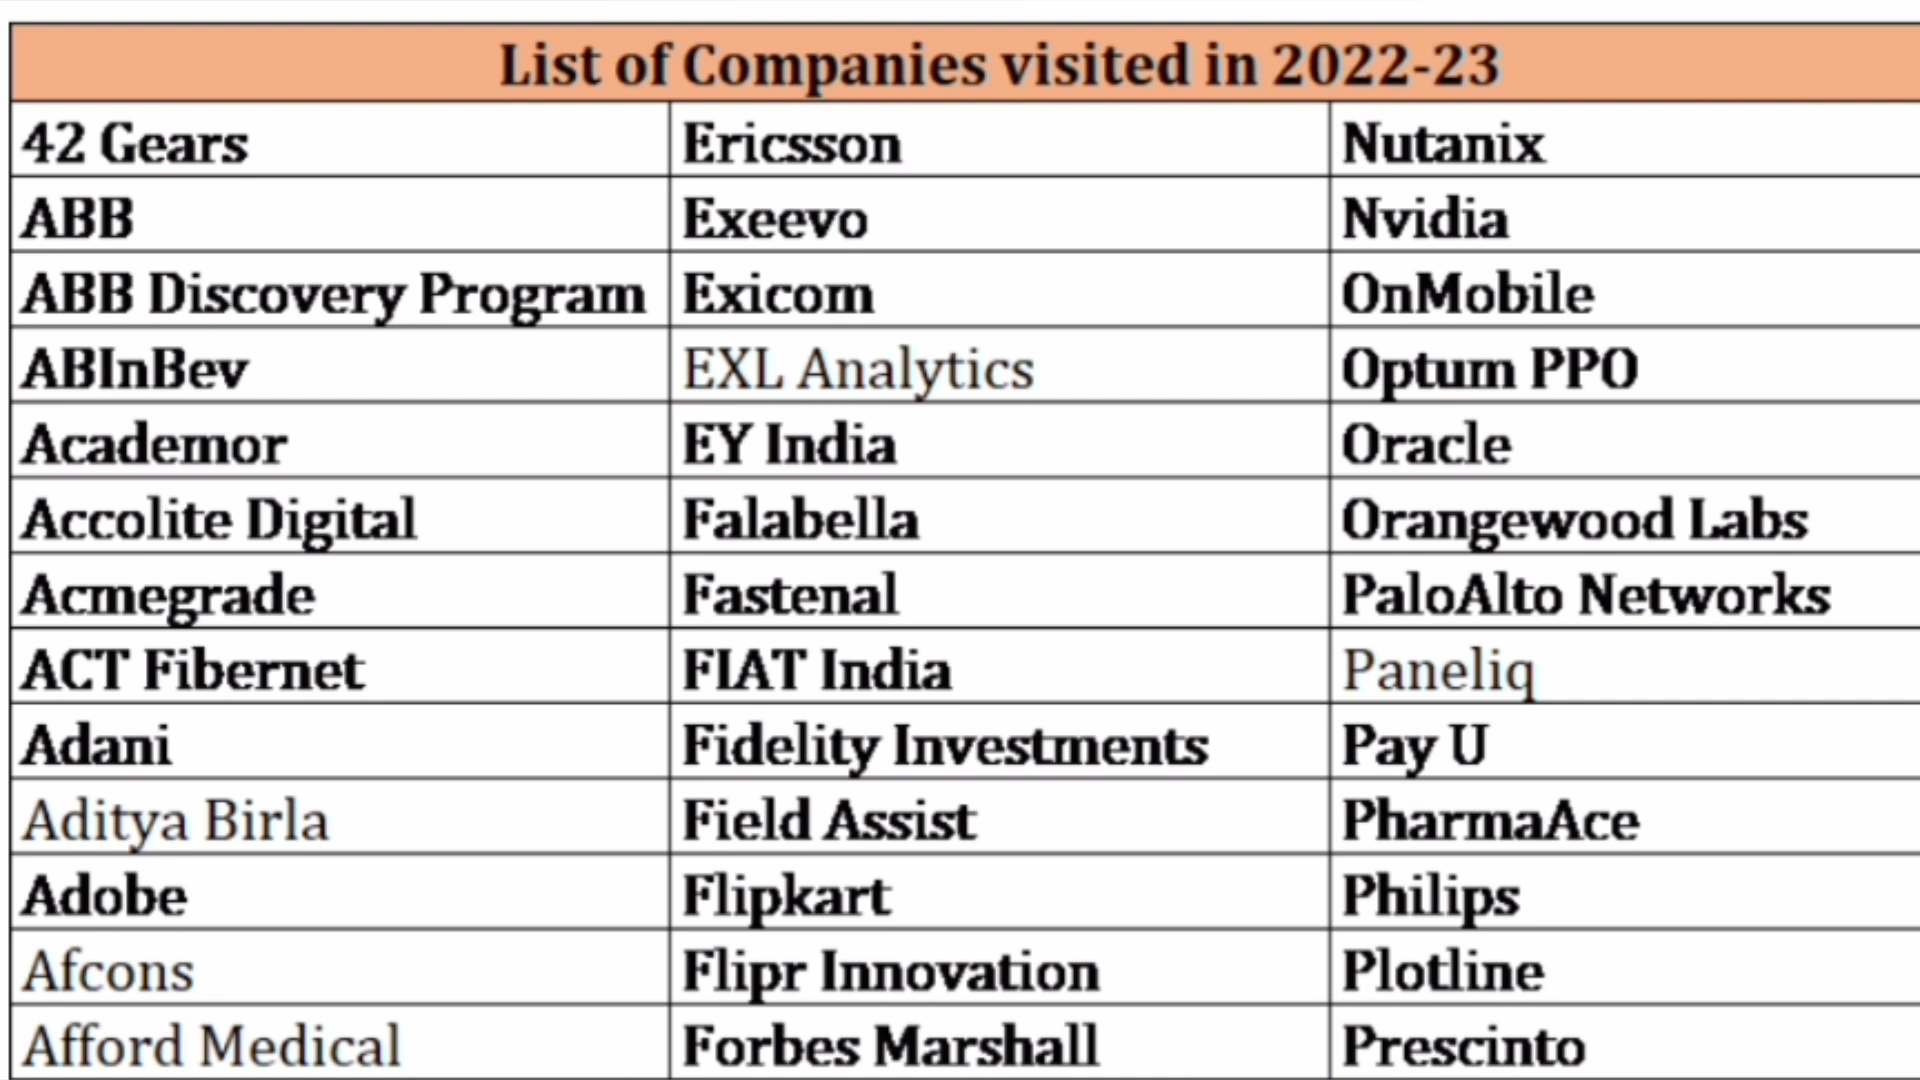 List of Companies visited in 2022-23
42 Gears Ericsson Nutanix
ABB Exeevo Nvidia
ABB Discovery Program Exicom OnMobile
ABInBev EXL Analytics Optum PPO
Academor EY India Oracle
Accolite Digital Falabella Orangewood Labs
Acmegrade Fastenal PaloAlto Networks
ACT Fibernet FIAT India Paneliq
Adani Fidelity Investments Pay U
Aditya Birla Field Assist PharmaAce
Adobe Flipkart Philips
Afcons Flipr Innovation Plotline
Afford Medical Forbes Marshall Prescinto